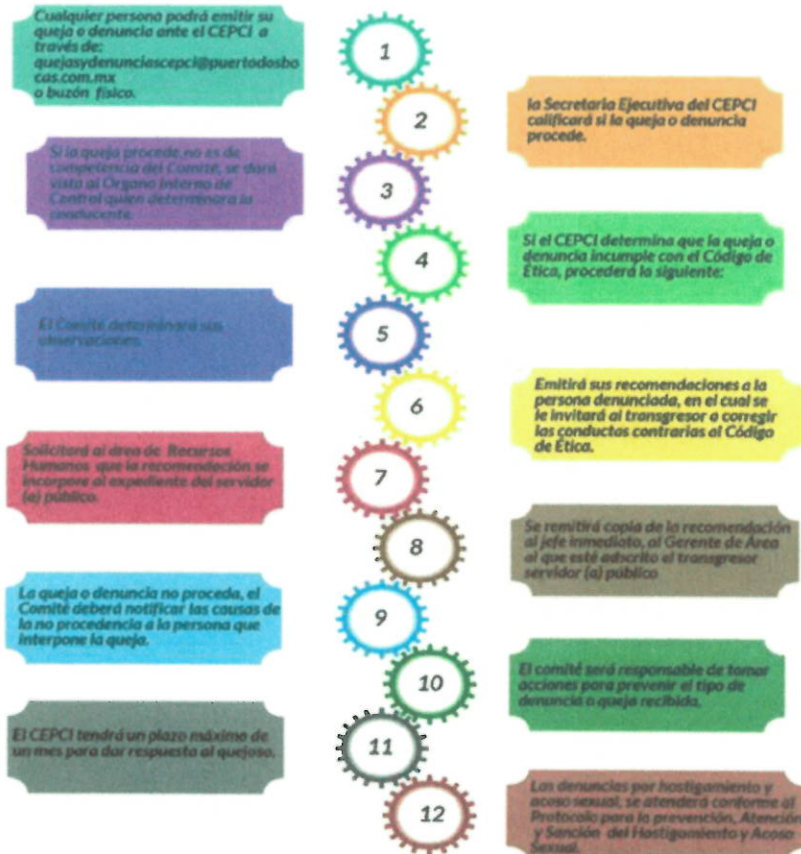 Cualquier persona podrá emitir su
queja o denuncia ante el CEPCI a
través de:
quejasydenunciascepci@puertodosbo
cas.com.mx
o buzón físico.
1
2
la Secretaria Ejecutiva del CEPCI
calificará si la queja o denuncia
procede.
Si la queja procede no es de
competencia del Comité, se dará
vista al Organo Interno de
Control quien determinara lo
conducente.
3
4
Si el CEPCI determina que la queja o
denuncia incumple con el Código de
Ética, procederá lo siguiente:
El Comité determinará sus
observaciones.
5
6
Emitirá sus recomendaciones a la
persona denunciada, en el cual se
le invitará al transgresor a corregir
las conductas contrarias al Código
de Ética.
Solicitará al área de Recursos
Humanos que la recomendación se
incorpore al expediente del servidor
(a) público.
7
8
Se remitirá copia de la recomendación
al jefe inmediato, al Gerente de Área
al que esté adscrito el transgresor
servidor (a) público
La queja o denuncia no proceda, el
Comité deberá notificar las causas de
la no procedencia a la persona que
interpone la queja.
9
10
El comité será responsable de tomar
acciones para prevenir el tipo de
denuncia o queja recibida.
El CEPCI tendrá un plazo máximo de
un mes para dar respuesta al quejoso.
11
12
Las denuncias por hostigamiento y
acoso sexual, se atenderá conforme al
Protocolo para la prevención, Atención
y Sanción del Hostigamiento y Acoso
Sexual.